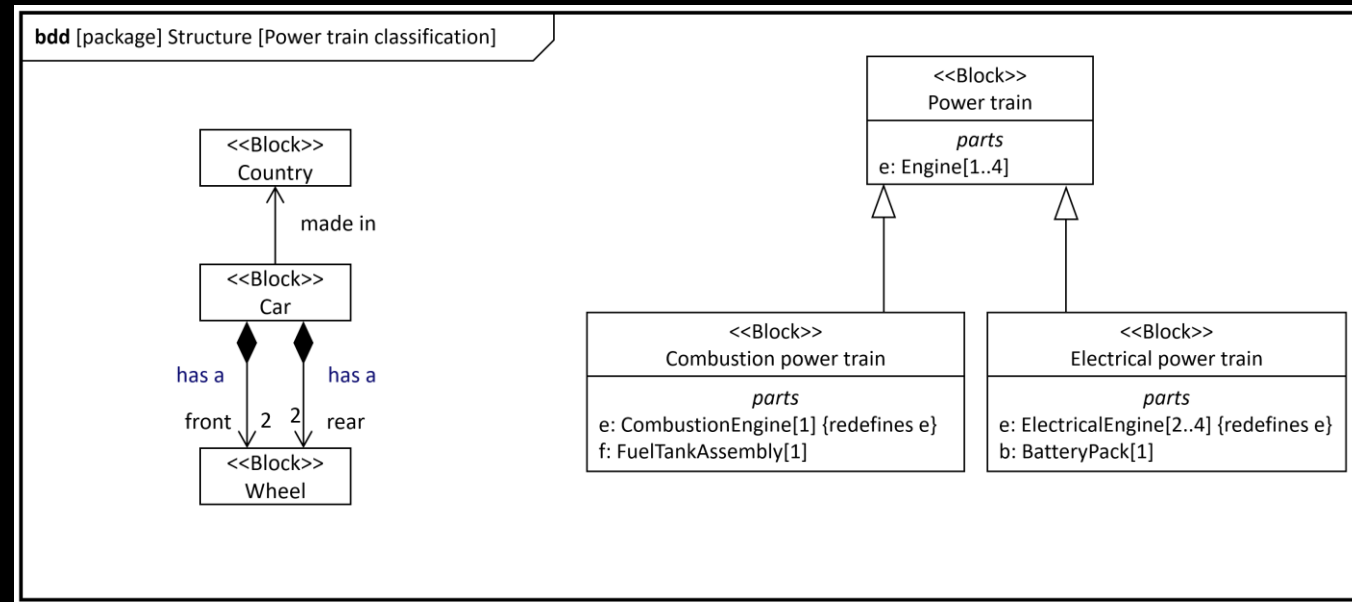 bdd [package] Structure [Power train classification]
<<Block>>
Country
made in
<<Block>>
Car
has a
has a
front
2
2
rear
<<Block>>
Wheel
<<Block>>
Power train
parts
e: Engine[1..4]
<<Block>>
Combustion power train
parts
e: CombustionEngine[1] {redefines e}
f: FuelTankAssembly[1]
<<Block>>
Electrical power train
parts
e: ElectricalEngine[2..4] {redefines e}
b: BatteryPack[1]